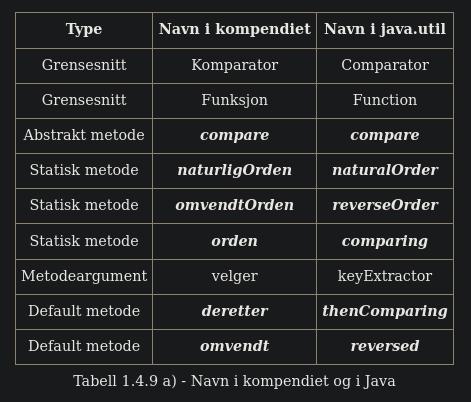 Type Navn i kompendiet Navn i java.util
Grensesnitt Komparator Comparator
Grensesnitt Funksjon Function
Abstrakt metode compare compare
Statisk metode naturligOrden naturalOrder
Statisk metode omvendtOrden reverseOrder
Statisk metode orden comparing
Metodeargument velger keyExtractor
Default metode deretter thenComparing
Default metode omvendt reversed
Tabell 1.4.9 a) - Navn i kompendiet og i Java